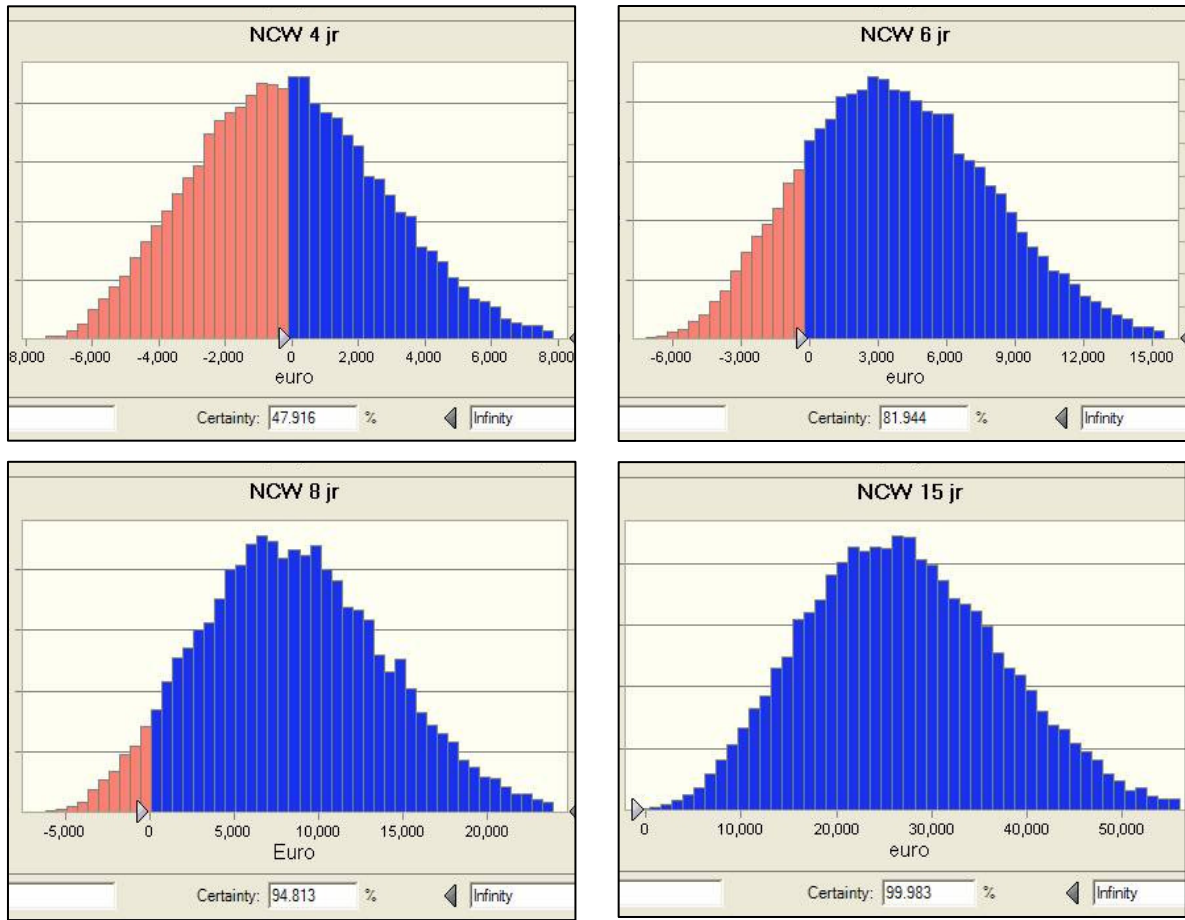 NCW 4 jr
8,000 -6,000 -4,000 -2,000 0 2,000 4,000 6,000 8,000
euro
Certainty: 47.916 % Infinity
NCW 6 jr
-6,000 -3,000 0 3,000 6,000 9,000 12,000 15,000
euro
Certainty: 81.944 % Infinity
NCW 8 jr
-5,000 0 5,000 10,000 15,000 20,000
Euro
Certainty: 94.813 % Infinity
NCW 15 jr
0 10,000 20,000 30,000 40,000 50,000
euro
Certainty: 99.983 % Infinity